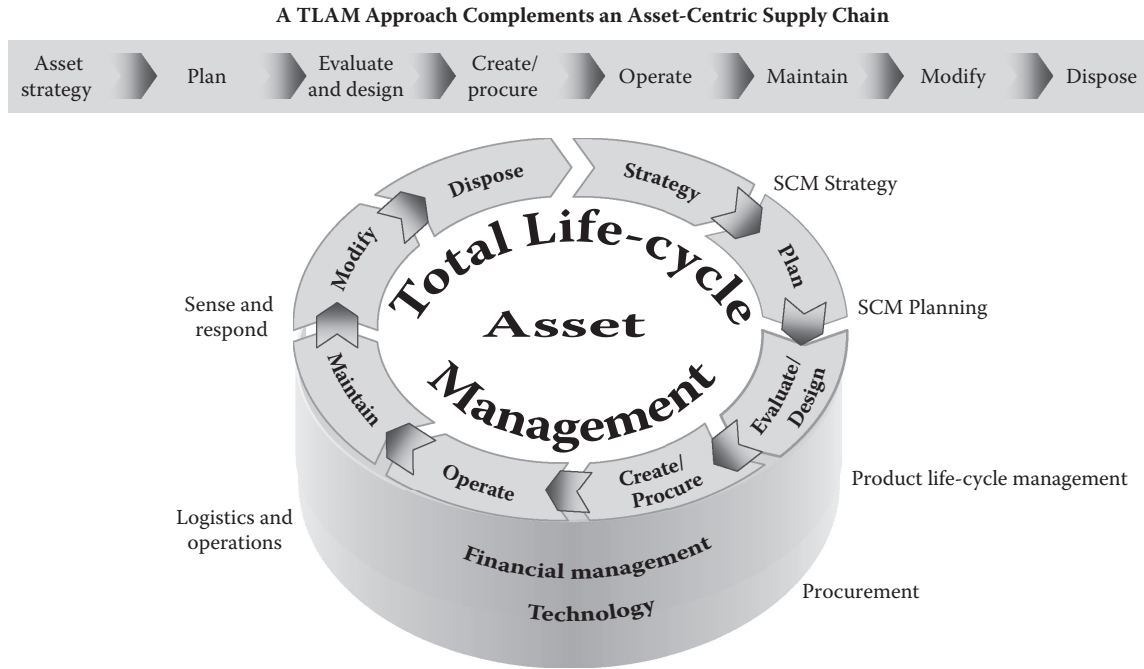 A TLAM Approach Complements an Asset-Centric Supply Chain
Asset
strategy
Plan
Evaluate
and design
Create/
procure
Operate
Maintain
Modify
Dispose
Dispose
Strategy
SCM Strategy
Modify
Plan
Total Life-cycle
Asset
Management
Sense and
respond
SCM Planning
Maintain
Evaluate/
Design
Operate
Create/
Procure
Product life-cycle management
Logistics and
operations
Financial management
Technology
Procurement